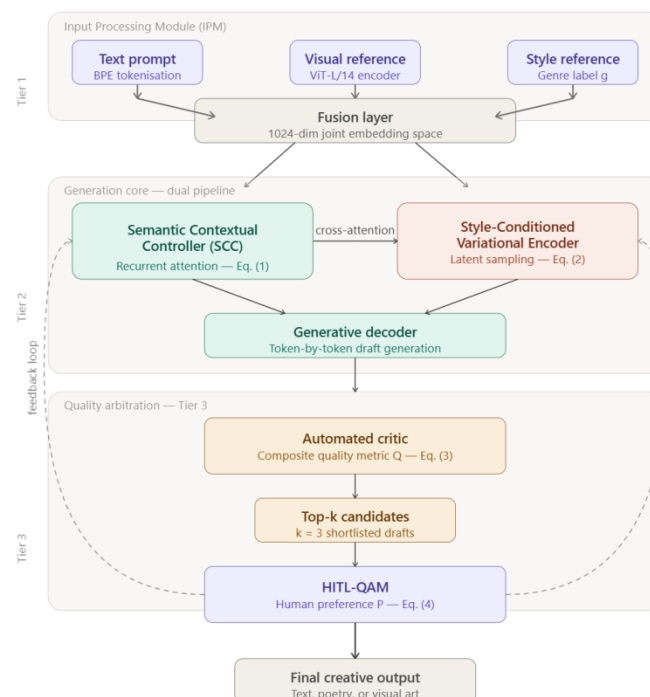 Input Processing Module (IPM)
Text prompt
BPE tokenisation
Visual reference
ViT-L/14 encoder
Style reference
Genre label g
Tier 1
Fusion layer
1024-dim joint embedding space
Generation core — dual pipeline
Semantic Contextual
Controller (SCC)
Recurrent attention — Eq. (1)
cross-attention
Style-Conditioned
Variational Encoder
Latent sampling — Eq. (2)
Tier 2
Generative decoder
Token-by-token draft generation
feedback loop
Quality arbitration — Tier 3
Automated critic
Composite quality metric Q — Eq. (3)
Top-k candidates
k = 3 shortlisted drafts
Tier 3
HITL-QAM
Human preference P — Eq. (4)
Final creative output
Text, poetry, or visual art